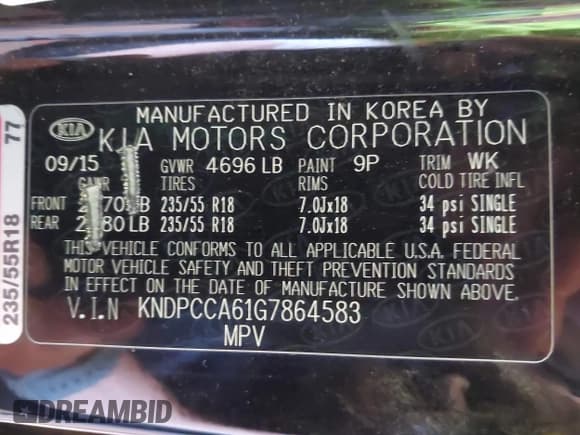 MANUFACTURED IN KOREA BY
KIA KIA MOTORS CORPORATION
09/15 GVWR 4696 LB PAINT 9P TRIM WK
GAWR TIRES RIMS COLD TIRE INFL
FRONT LB 235/55 R18 7.0Jx18 34 psi SINGLE
REAR LB 235/55 R18 7.0Jx18 34 psi SINGLE
THIS VEHICLE CONFORMS TO ALL APPLICABLE U.S.A. FEDERAL
MOTOR VEHICLE SAFETY AND THEFT PREVENTION STANDARDS
IN EFFECT ON THE DATE OF MANUFACTURE SHOWN ABOVE.
V.I.N KNDPCCA61G7864583
MPV
235/55R18 77
DREAMBID